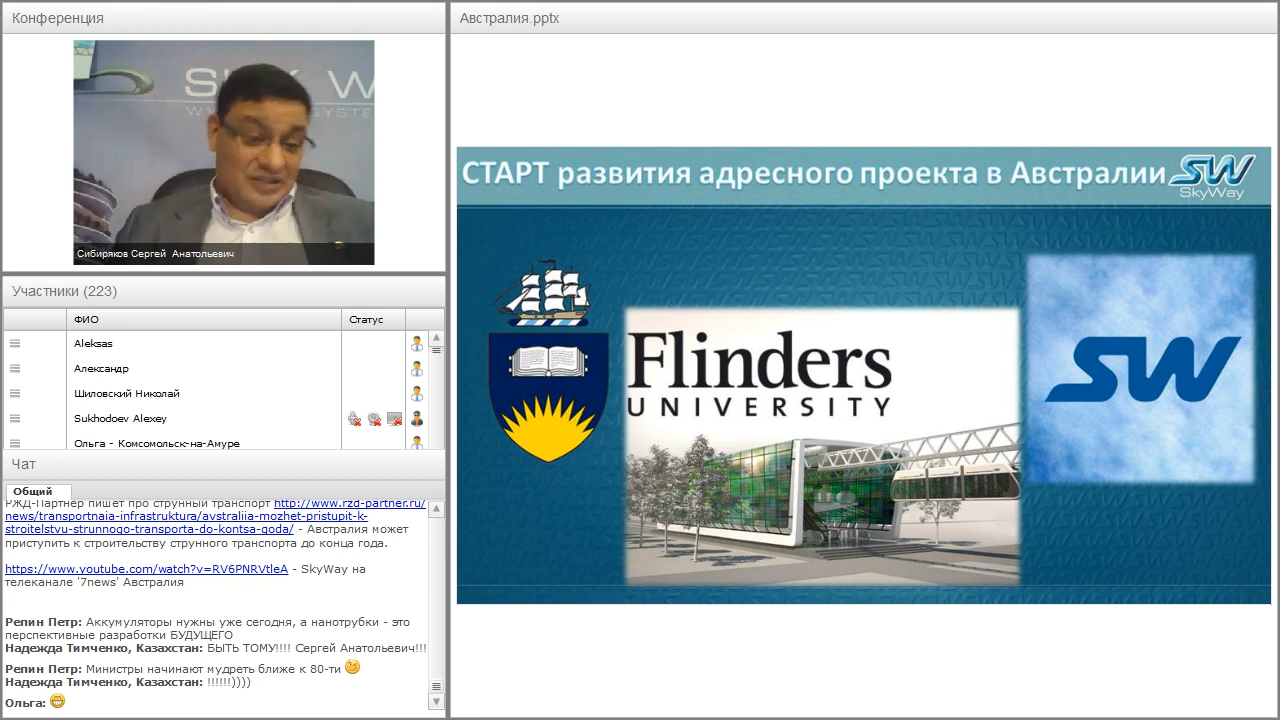 Конференция
SKY W
Сибиряков Сергей Анатольевич
Участники (223)
ФИО
Статус
Aleksas
Александр
Шиловский Николай
Sukhodoev Alexey
Ольга - Комсомольск-на-Амуре
Чат
Общий
РЖД-Партнер пишет про струнный транспорт http://www.rzd-partner.ru/
news/transportnaia-infrastruktura/avstraliia-mozhet-pristupit-k-
stroitelstvu-strunnogo-transporta-do-kontsa-goda/ - Австралия может
приступить к строительству струнного транспорта до конца года.
https://www.youtube.com/watch?v=RV6PNRVtleA - SkyWay на
телеканале '7news' Австралия
Репин Петр: Аккумуляторы нужны уже сегодня, а нанотрубки - это
перспективные разработки БУДУЩЕГО
Надежда Тимченко, Казахстан: БЫТЬ ТОМУ!!!! Сергей Анатольевич!!!
Репин Петр: Министры начинают мудреть ближе к 80-ти
Надежда Тимченко, Казахстан: !!!!!!))))
Ольга:
Австралия.pptx
СТАРТ развития адресного проекта в Австралии
SW
SkyWay
Flinders
UNIVERSITY
SW